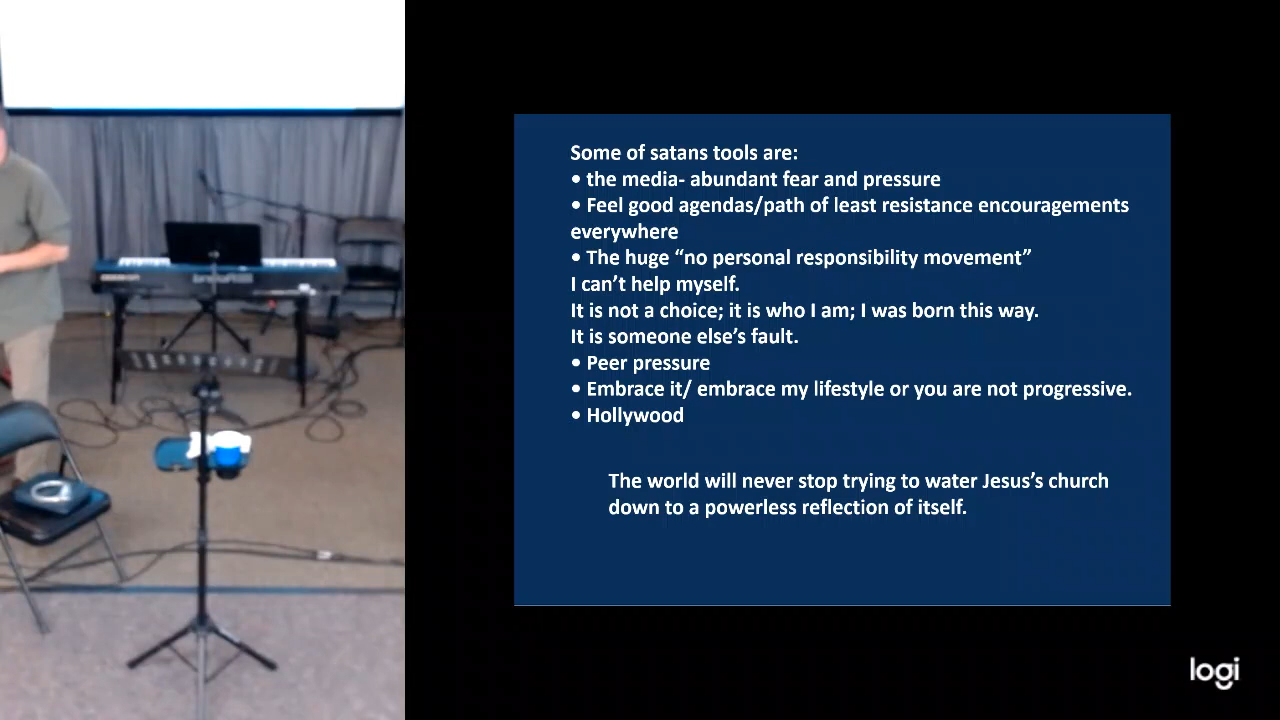 Some of satans tools are:
• the media- abundant fear and pressure
• Feel good agendas/path of least resistance encouragements
everywhere
• The huge “no personal responsibility movement”
I can’t help myself.
It is not a choice; it is who I am; I was born this way.
It is someone else’s fault.
• Peer pressure
• Embrace it/ embrace my lifestyle or you are not progressive.
• Hollywood
The world will never stop trying to water Jesus’s church
down to a powerless reflection of itself.
logi